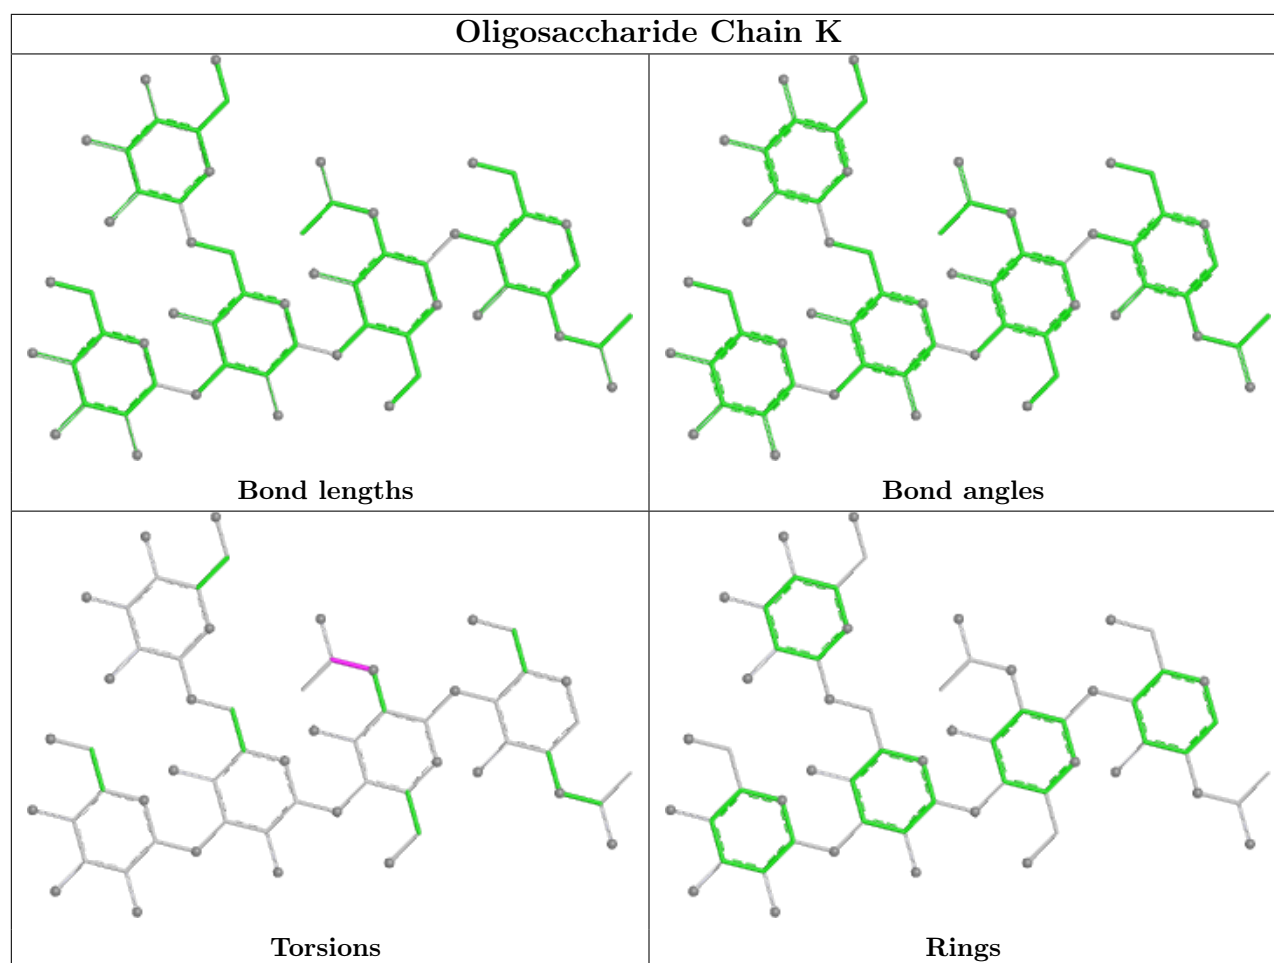 Oligosaccharide Chain K
Bond lengths
Bond angles
Torsions
Rings